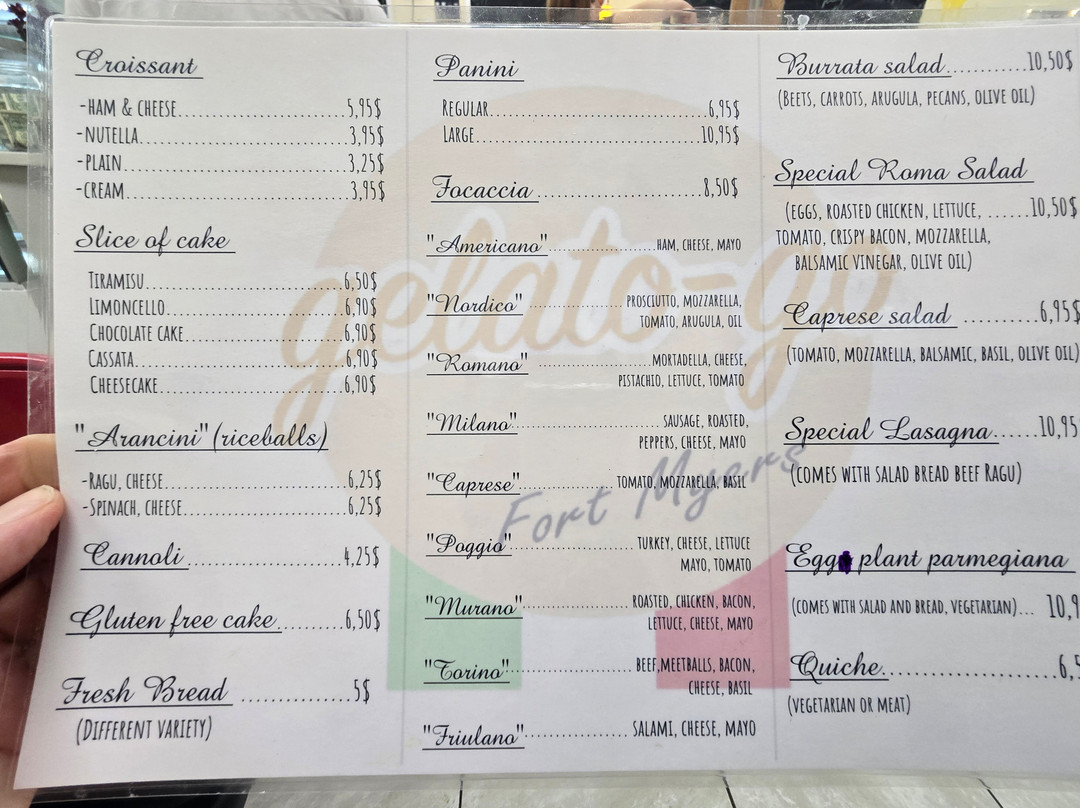 Croissant
-HAM & CHEESE............................5,95$
-NUTELLA...................................3,95$
-PLAIN......................................3,25$
-CREAM.....................................3,95$
Slice of cake
TIRAMISU.................................6,50$
LIMONCELLO.............................6,90$
CHOCOLATE CAKE........................6,90$
CASSATA..................................6,90$
CHEESECAKE..............................6,90$
"Arancini" (riceballs)
-RAGU, CHEESE..............................6,25$
-SPINACH, CHEESE..........................6,25$
Cannoli.........................4,25$
Gluten free cake..........6,50$
Fresh Bread ....................5$
(DIFFERENT VARIETY)
Panini
REGULAR...................................6,95$
LARGE.....................................10,95$
Focaccia ..........................8,50$
"Americano"....................HAM, CHEESE, MAYO
"Nordico" ..................PROSCIUTTO, MOZZARELLA,
TOMATO, ARUGULA, OIL
"Romano" ........................MORTADELLA, CHEESE,
PISTACHIO, LETTUCE, TOMATO
"Milano"...........................SAUSAGE, ROASTED,
PEPPERS, CHEESE, MAYO
"Caprese"..................TOMATO, MOZZARELLA, BASIL
"Poggio".........................TURKEY, CHEESE, LETTUCE
MAYO, TOMATO
"Murano"......................ROASTED, CHICKEN, BACON,
LETTUCE, CHEESE, MAYO
"Torino".........................BEEF,MEETBALLS, BACON,
CHEESE, BASIL
"Friulano".....................SALAMI, CHEESE, MAYO
Burrata salad............10,50$
(BEETS, CARROTS, ARUGULA, PECANS, OLIVE OIL)
Special Roma Salad
(EGGS, ROASTED CHICKEN, LETTUCE, ......10,50$
TOMATO, CRISPY BACON, MOZZARELLA,
BALSAMIC VINEGAR, OLIVE OIL)
Caprese salad ...........6,95$
(TOMATO, MOZZARELLA, BALSAMIC, BASIL, OLIVE OIL)
Special Lasagna......10,95
(COMES WITH SALAD BREAD BEEF RAGU)
Egg plant parmegiana
(COMES WITH SALAD AND BREAD, VEGETARIAN)... 10,9
Quiche.........................6,5
(VEGETARIAN OR MEAT)
gelato-go
Fort Myers